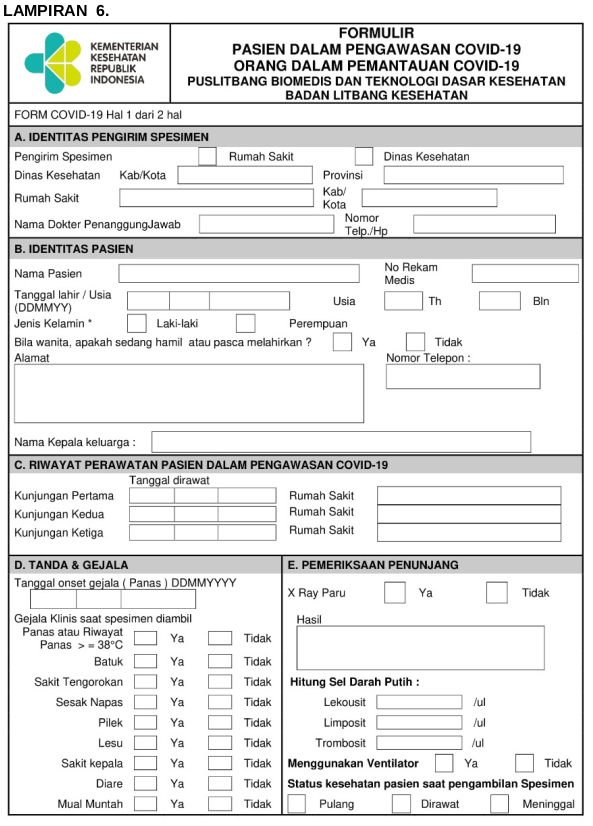 LAMPIRAN 6.
KEMENTERIAN
KESEHATAN
REPUBLIK
INDONESIA
FORMULIR
PASIEN DALAM PENGAWASAN COVID-19
ORANG DALAM PEMANTAUAN COVID-19
PUSLITBANG BIOMEDIS DAN TEKNOLOGI DASAR KESEHATAN
BADAN LITBANG KESEHATAN
FORM COVID-19 Hal 1 dari 2 hal
A. IDENTITAS PENGIRIM SPESIMEN
Pengirim Spesimen Rumah Sakit Dinas Kesehatan
Dinas Kesehatan Kab/Kota Provinsi
Rumah Sakit Kab/
Kota
Nama Dokter PenanggungJawab Nomor
Telp./Hp
B. IDENTITAS PASIEN
Nama Pasien No Rekam
Medis
Tanggal lahir / Usia
(DDMMYY) Usia Th Bln
Jenis Kelamin * Laki-laki Perempuan
Bila wanita, apakah sedang hamil atau pasca melahirkan ? Ya Tidak
Alamat Nomor Telepon :
Nama Kepala keluarga :
C. RIWAYAT PERAWATAN PASIEN DALAM PENGAWASAN COVID-19
Tanggal dirawat
Kunjungan Pertama Rumah Sakit
Kunjungan Kedua Rumah Sakit
Kunjungan Ketiga Rumah Sakit
D. TANDA & GEJALA
Tanggal onset gejala ( Panas ) DDMMYYYY
Gejala Klinis saat spesimen diambil
Panas atau Riwayat
Panas > = 38°C Ya Tidak
Batuk Ya Tidak
Sakit Tengorokan Ya Tidak
Sesak Napas Ya Tidak
Pilek Ya Tidak
Lesu Ya Tidak
Sakit kepala Ya Tidak
Diare Ya Tidak
Mual Muntah Ya Tidak
E. PEMERIKSAAN PENUNJANG
X Ray Paru Ya Tidak
Hasil
Hitung Sel Darah Putih :
Lekousit /ul
Limposit /ul
Trombosit /ul
Menggunakan Ventilator Ya Tidak
Status kesehatan pasien saat pengambilan Spesimen
Pulang Dirawat Meninggal